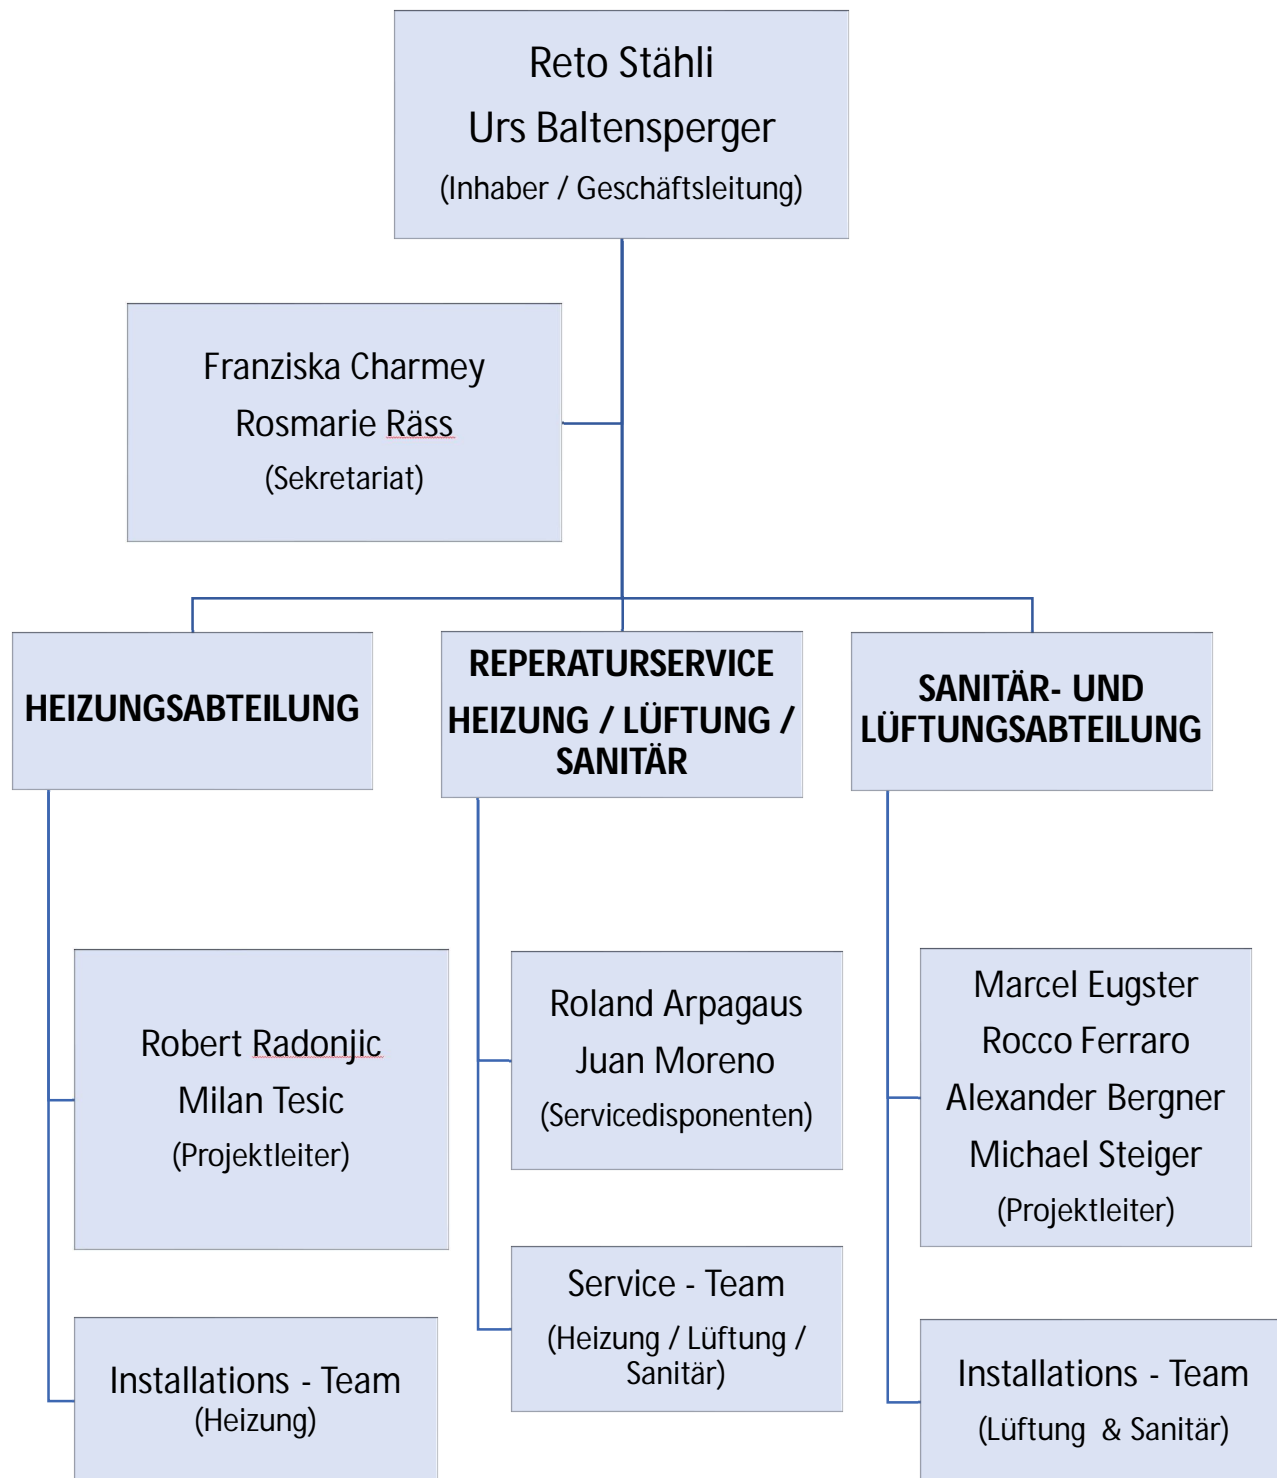 Reto Stähli
Urs Baltensperger
(Inhaber / Geschäftsleitung)
Franziska Charmey
Rosmarie Räss
(Sekretariat)
HEIZUNGSABTEILUNG
REPERATURSERVICE
HEIZUNG / LÜFTUNG /
SANITÄR
SANITÄR- UND
LÜFTUNGSABTEILUNG
Robert Radonjic
Milan Tesic
(Projektleiter)
Roland Arpagaus
Juan Moreno
(Servicedisponenten)
Marcel Eugster
Rocco Ferraro
Alexander Bergner
Michael Steiger
(Projektleiter)
Installations - Team
(Heizung)
Service - Team
(Heizung / Lüftung /
Sanitär)
Installations - Team
(Lüftung & Sanitär)